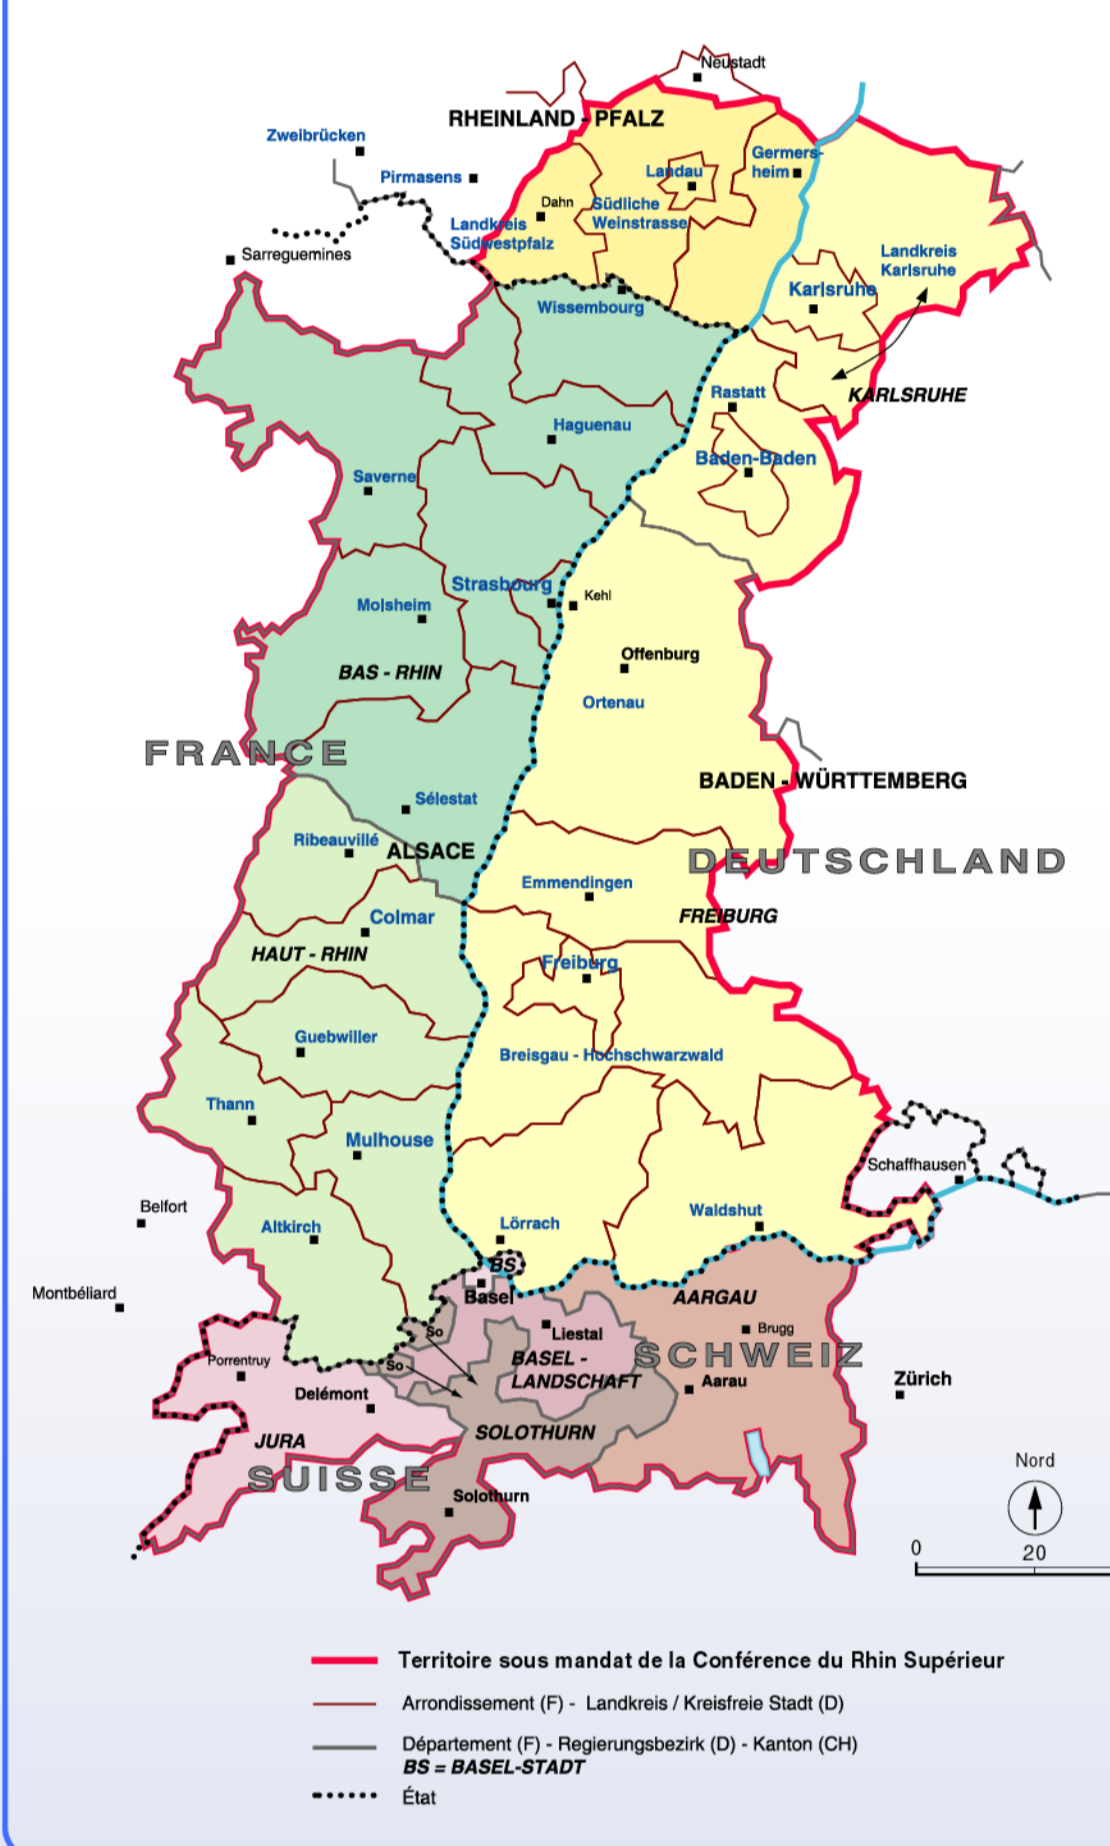 Neustadt
RHEINLAND - PFALZ
Zweibrücken
Germers-
heim
Pirmasens
Landau
Dahn
Südliche
Weinstrasse
Landkreis
Südwestpfalz
Sarreguemines
Landkreis
Karlsruhe
Karlsruhe
Wissembourg
Rastatt
KARLSRUHE
Haguenau
Baden-Baden
Saverne
Strasbourg
Kehl
Molsheim
Offenburg
BAS - RHIN
Ortenau
FRANCE
BADEN - WÜRTTEMBERG
Sélestat
Ribeauvillé
ALSACE
DEUTSCHLAND
Emmendingen
Colmar
FREIBURG
HAUT - RHIN
Freiburg
Guebwiller
Breisgau - Hochschwarzwald
Thann
Mulhouse
Schaffhausen
Belfort
Altkirch
Lörrach
Waldshut
BS
Montbéliard
Basel
AARGAU
So
Liestal
Brugg
SCHWEIZ
Porrentruy
So
BASEL -
LANDSCHAFT
Aarau
Zürich
Delémont
SOLOTHURN
JURA
SUISSE
Solothurn
Nord
0
20
Territoire sous mandat de la Conférence du Rhin Supérieur
Arrondissement (F) - Landkreis / Kreisfreie Stadt (D)
Département (F) - Regierungsbezirk (D) - Kanton (CH)
BS = BASEL-STADT
État